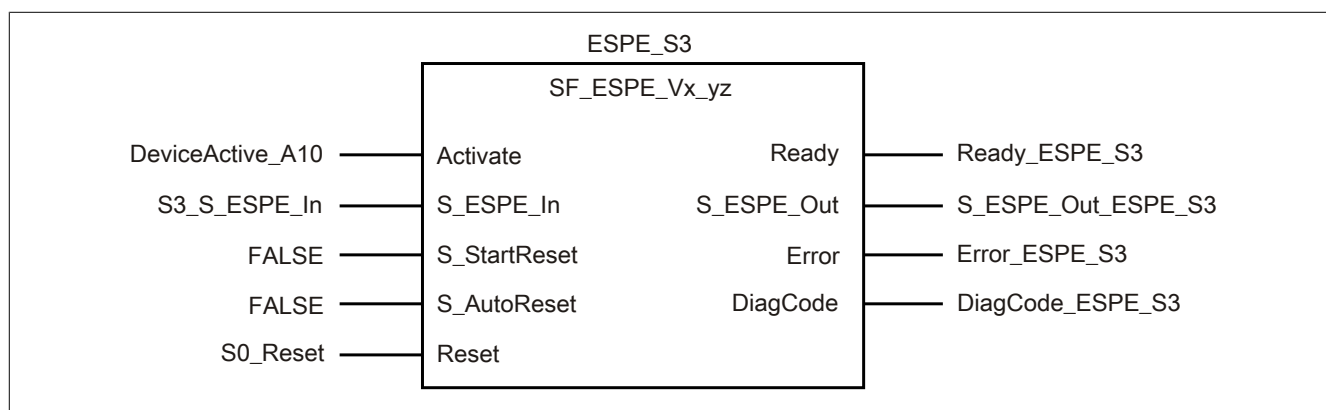 ESPE_S3
SF_ESPE_Vx_yz
DeviceActive_A10 Activate Ready Ready_ESPE_S3
S3_S_ESPE_In S_ESPE_In S_ESPE_Out S_ESPE_Out_ESPE_S3
FALSE S_StartReset Error Error_ESPE_S3
FALSE S_AutoReset DiagCode DiagCode_ESPE_S3
S0_Reset Reset